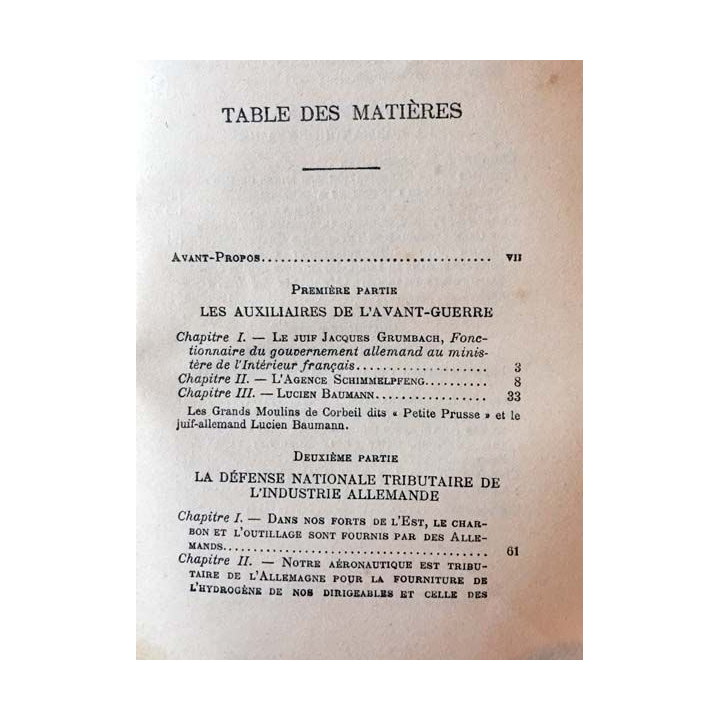 TABLE DES MATIÈRES
AVANT-PROPOS........................................ VII
PREMIÈRE PARTIE
LES AUXILIAIRES DE L'AVANT-GUERRE
Chapitre I. — LE JUIF JACQUES GRUMBACH, Fonc-
tionnaire du gouvernement allemand au minis-
tère de l'Intérieur français....................... 3
Chapitre II. — L'AGENCE SCHIMMELPFENG.......... 8
Chapitre III. — LUCIEN BAUMANN.................. 33
Les Grands Moulins de Corbeil dits « Petite Prusse » et le
juif-allemand Lucien Baumann.
DEUXIÈME PARTIE
LA DÉFENSE NATIONALE TRIBUTAIRE DE
L'INDUSTRIE ALLEMANDE
Chapitre I. — DANS NOS FORTS DE L'EST, LE CHAR-
BON ET L'OUTILLAGE SONT FOURNIS PAR DES ALLE-
MANDS............................................. 61
Chapitre II. — NOTRE AÉRONAUTIQUE EST TRIBU-
TAIRE DE L'ALLEMAGNE POUR LA FOURNITURE DE
L'HYDROGÈNE DE NOS DIRIGEABLES ET CELLE DES